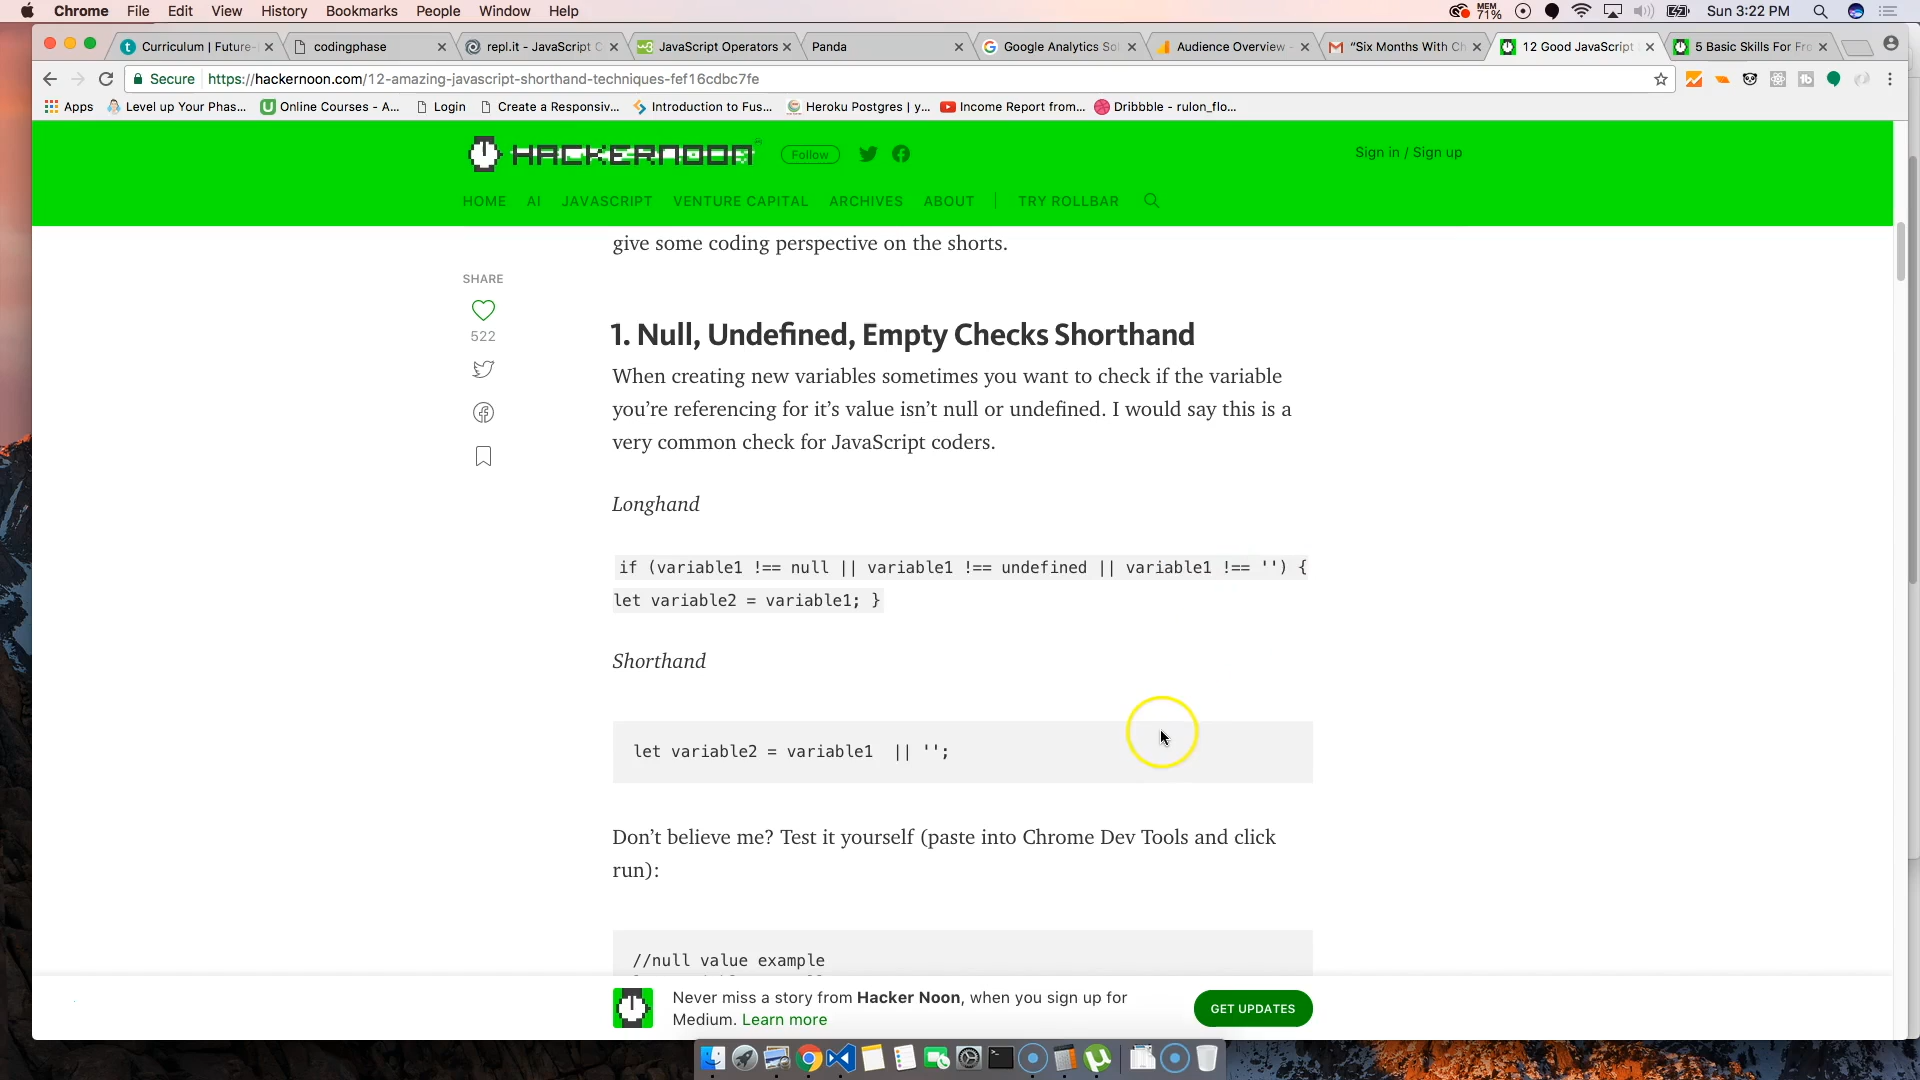 Chrome File Edit View History Bookmarks People Window Help MEM 71% Sun 3:22 PM
Curriculum | Future- codingphase repl.it - JavaScript C JavaScript Operators Panda Google Analytics Sol Audience Overview - "Six Months With Ch 12 Good JavaScript 5 Basic Skills For Fro
Secure https://hackernoon.com/12-amazing-javascript-shorthand-techniques-fef16cdbc7fe
Apps Level up Your Phas... Online Courses - A... Login Create a Responsiv... Introduction to Fus... Heroku Postgres | y... Income Report from... Dribbble - rulon_flo...
HACKERNOON Follow Sign in / Sign up
HOME AI JAVASCRIPT VENTURE CAPITAL ARCHIVES ABOUT TRY ROLLBAR
give some coding perspective on the shorts.
SHARE
522
1. Null, Undefined, Empty Checks Shorthand
When creating new variables sometimes you want to check if the variable
you’re referencing for it’s value isn’t null or undefined. I would say this is a
very common check for JavaScript coders.
Longhand
if (variable1 !== null || variable1 !== undefined || variable1 !== '') {
let variable2 = variable1; }
Shorthand
let variable2 = variable1  || '';
Don’t believe me? Test it yourself (paste into Chrome Dev Tools and click
run):
//null value example
Never miss a story from Hacker Noon, when you sign up for
Medium. Learn more
GET UPDATES